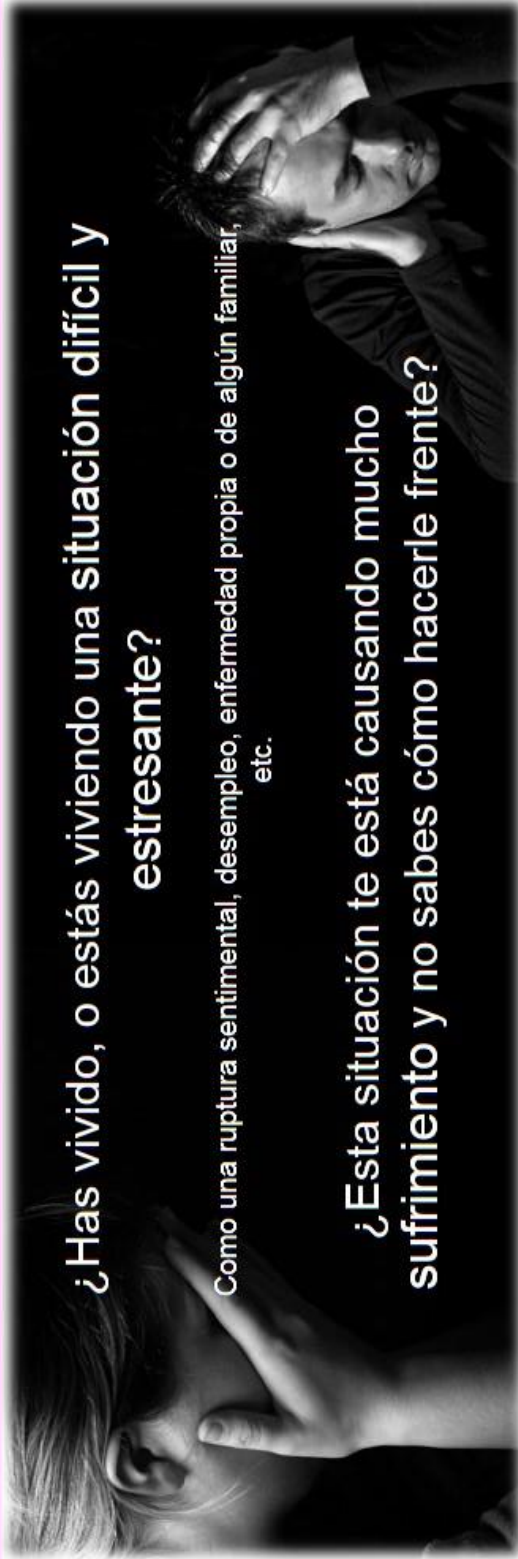 ¿Has vivido, o estás viviendo una situación difícil y
estresante?
Como una ruptura sentimental, desempleo, enfermedad propia o de algún familiar,
etc.
¿Esta situación te está causando mucho
sufrimiento y no sabes cómo hacerle frente?